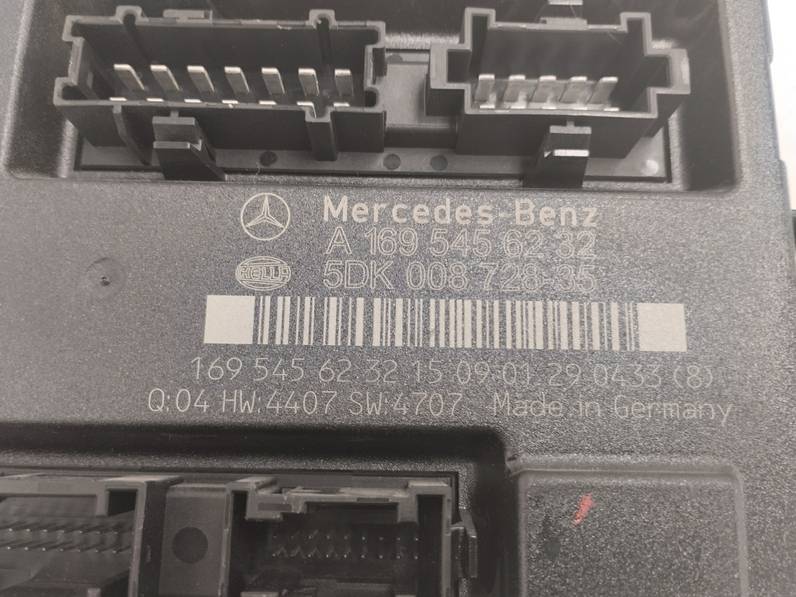 Mercedes-Benz
A 169 545 62 32
HELLA
5DK 008 728-35
169 545 62 32 15 09:01 29 0433 (8)
Q:04 HW:4407 SW:4707 Made in Germany